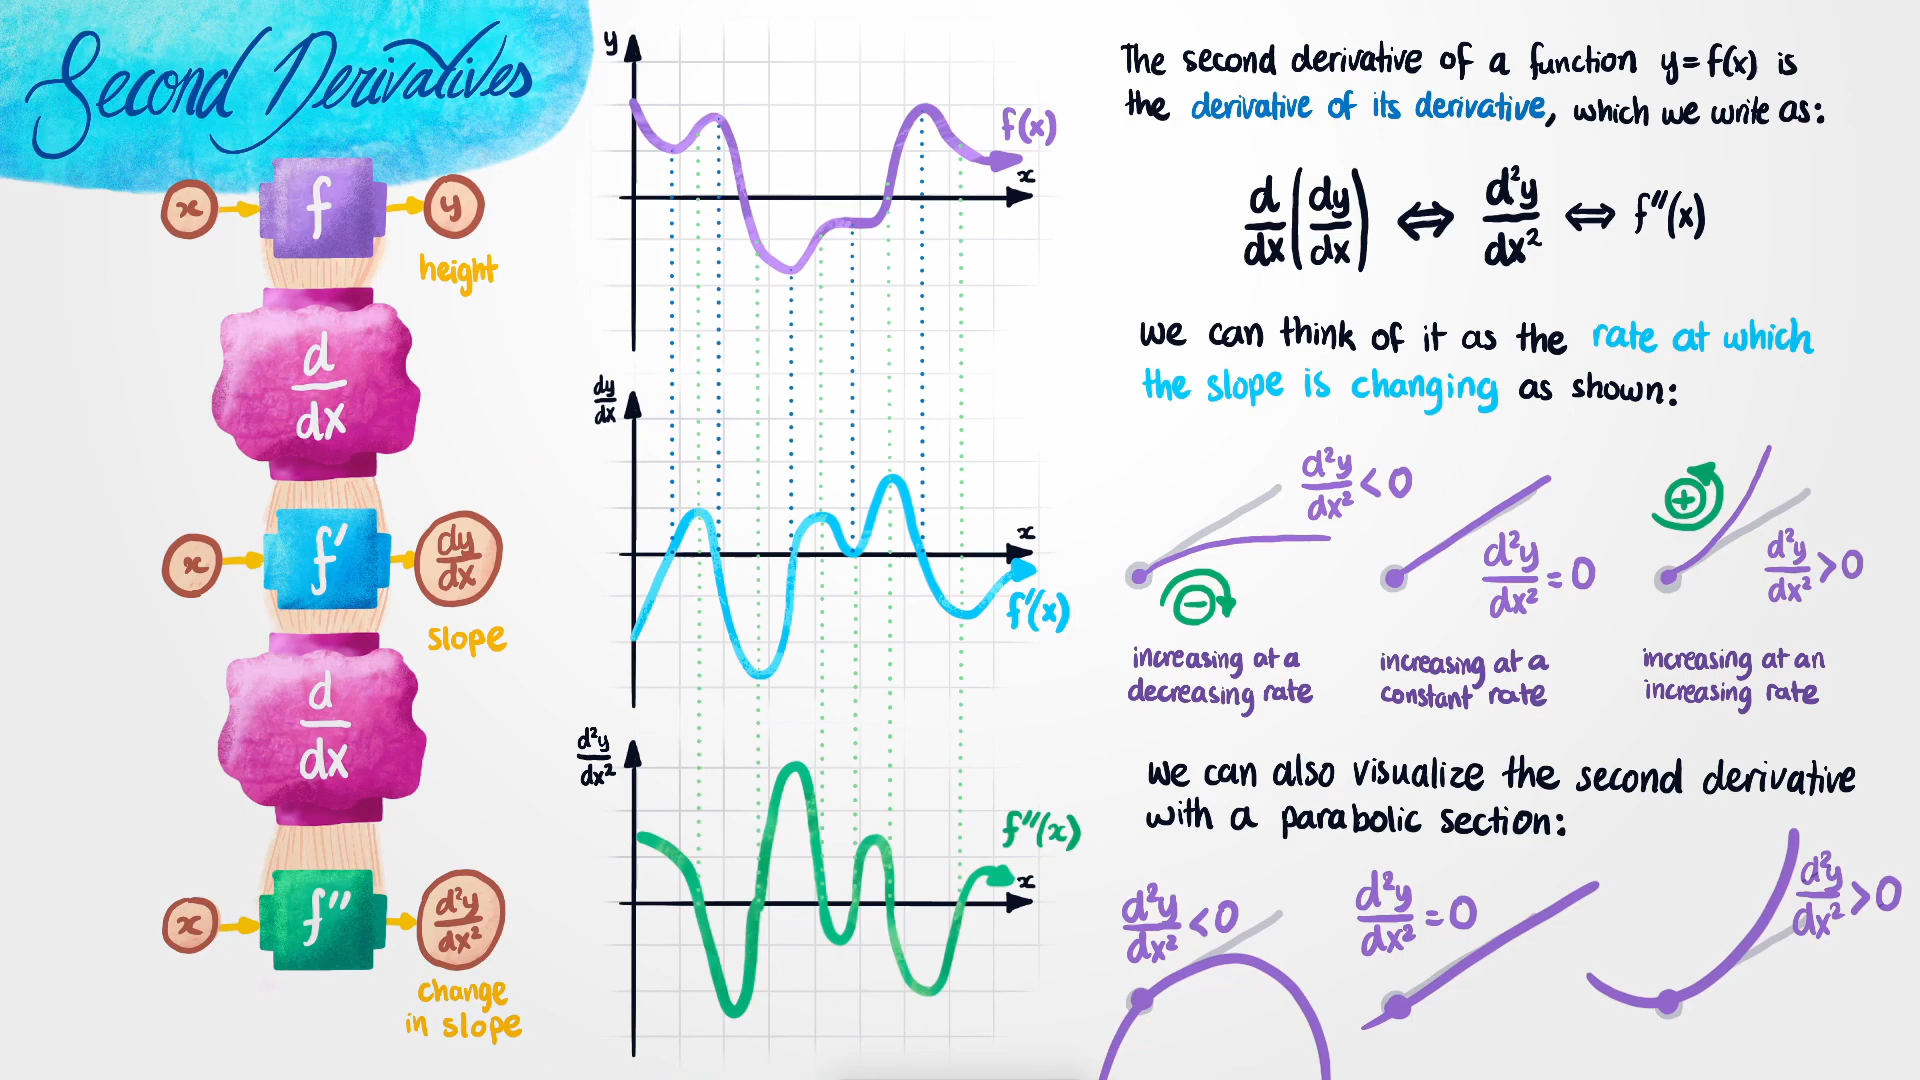 Second Derivatives
x
f
y
height
d
dx
x
f'
dy
dx
slope
d
dx
x
f''
d²y
dx²
change
in slope
y
f(x)
x
dy
dx
x
f'(x)
d²y
dx²
f''(x)
x
The second derivative of a function y=f(x) is
the derivative of its derivative, which we write as:
d/dx (dy/dx) ⇔ d²y/dx² ⇔ f''(x)
we can think of it as the rate at which
the slope is changing as shown:
d²y/dx² < 0
−
increasing at a
decreasing rate
d²y/dx² = 0
increasing at a
constant rate
+
d²y/dx² > 0
increasing at an
increasing rate
we can also visualize the second derivative
with a parabolic section:
d²y/dx² < 0
d²y/dx² = 0
d²y/dx² > 0